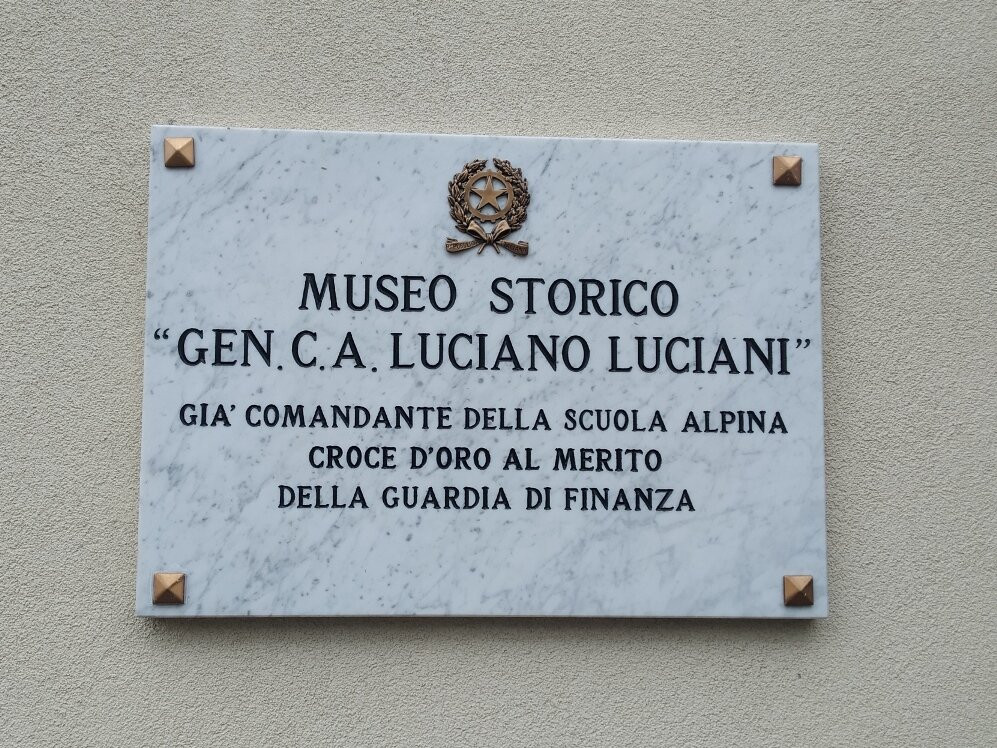 MUSEO STORICO
“GEN. C.A. LUCIANO LUCIANI”
GIA’ COMANDANTE DELLA SCUOLA ALPINA
CROCE D’ORO AL MERITO
DELLA GUARDIA DI FINANZA